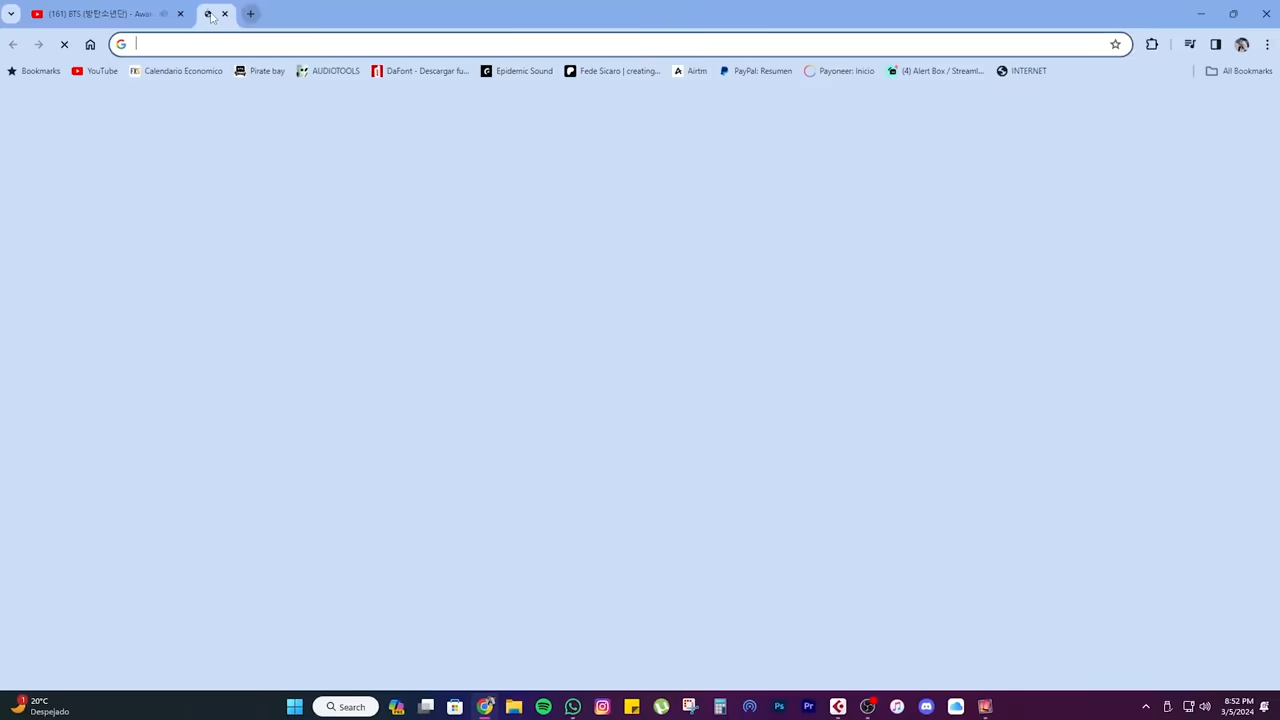 (161) BTS (방탄소년단) - Awa
Bookmarks YouTube Calendario Economico Pirate bay AUDIOTOOLS DaFont - Descargar fu... Epidemic Sound Fede Sicaro | creating... Airtm PayPal: Resumen Payoneer: Inicio (4) Alert Box / Streaml... INTERNET All Bookmarks
1 20°C Search 8:52 PM
Despejado 3/5/2024